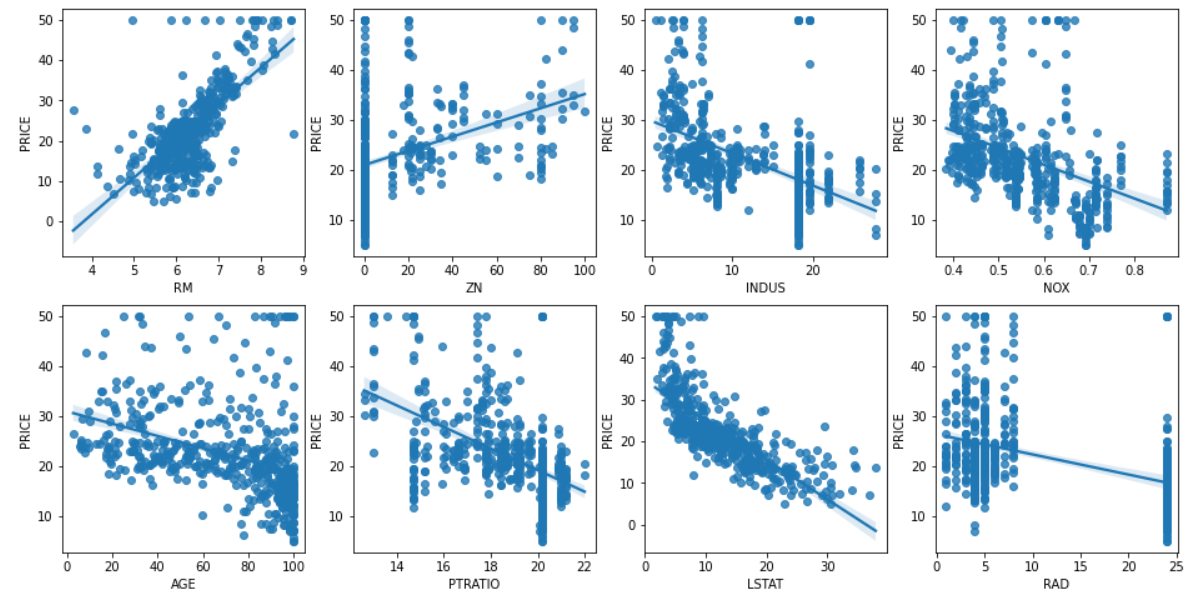 50
40
30
20
10
0
PRICE
4 5 6 7 8 9
RM
50
40
30
20
10
PRICE
0 20 40 60 80 100
ZN
50
40
30
20
10
PRICE
0 10 20
INDUS
50
40
30
20
10
PRICE
0.4 0.5 0.6 0.7 0.8
NOX
50
40
30
20
10
PRICE
0 20 40 60 80 100
AGE
50
40
30
20
10
PRICE
14 16 18 20 22
PTRATIO
50
40
30
20
10
0
PRICE
0 10 20 30
LSTAT
50
40
30
20
10
PRICE
0 5 10 15 20 25
RAD